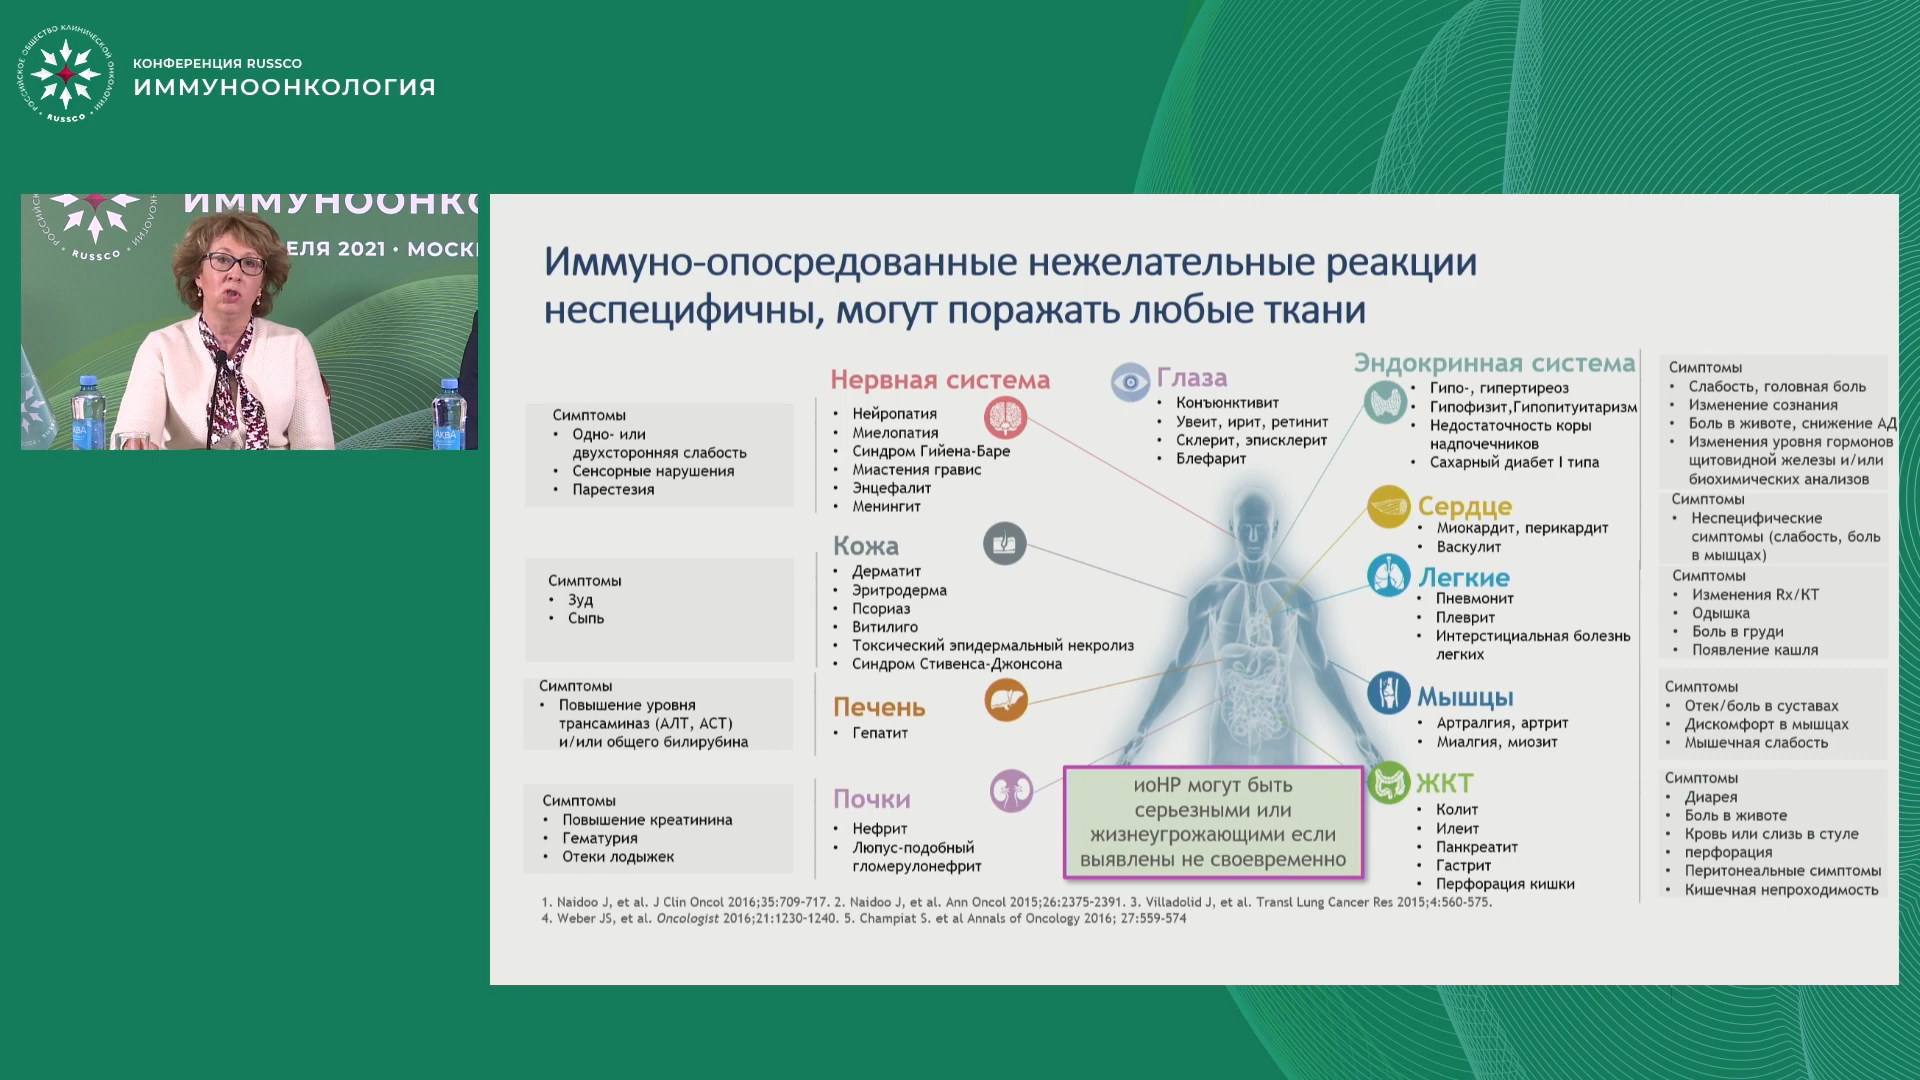 РОССИЙСКОЕ ОБЩЕСТВО КЛИНИЧЕСКОЙ ОНКОЛОГИИ
• RUSSCO •
КОНФЕРЕНЦИЯ RUSSCO
ИММУНООНКОЛОГИЯ
ИММУНООНКО
RUSSCO
ЕЛЯ 2021 • МОСК
АКВА
АКВА
Иммуно-опосредованные нежелательные реакции
неспецифичны, могут поражать любые ткани
Симптомы
• Одно- или
двухсторонняя слабость
• Сенсорные нарушения
• Парестезия
Нервная система
• Нейропатия
• Миелопатия
• Синдром Гийена-Баре
• Миастения гравис
• Энцефалит
• Менингит
Глаза
• Конъюнктивит
• Увеит, ирит, ретинит
• Склерит, эписклерит
• Блефарит
Эндокринная система
• Гипо-, гипертиреоз
• Гипофизит,Гипопитуитаризм
• Недостаточность коры
надпочечников
• Сахарный диабет I типа
Симптомы
• Слабость, головная боль
• Изменение сознания
• Боль в животе, снижение АД
• Изменения уровня гормонов
щитовидной железы и/или
биохимических анализов
Симптомы
• Зуд
• Сыпь
Кожа
• Дерматит
• Эритродерма
• Псориаз
• Витилиго
• Токсический эпидермальный некролиз
• Синдром Стивенса-Джонсона
Сердце
• Миокардит, перикардит
• Васкулит
Симптомы
• Неспецифические
симптомы (слабость, боль
в мышцах)
Легкие
• Пневмонит
• Плеврит
• Интерстициальная болезнь
легких
Симптомы
• Изменения Rx/КТ
• Одышка
• Боль в груди
• Появление кашля
Симптомы
• Повышение уровня
трансаминаз (АЛТ, АСТ)
и/или общего билирубина
Печень
• Гепатит
Мышцы
• Артралгия, артрит
• Миалгия, миозит
Симптомы
• Отек/боль в суставах
• Дискомфорт в мышцах
• Мышечная слабость
Симптомы
• Повышение креатинина
• Гематурия
• Отеки лодыжек
Почки
• Нефрит
• Люпус-подобный
гломерулонефрит
иоНР могут быть
серьезными или
жизнеугрожающими если
выявлены не своевременно
ЖКТ
• Колит
• Илеит
• Панкреатит
• Гастрит
• Перфорация кишки
Симптомы
• Диарея
• Боль в животе
• Кровь или слизь в стуле
• перфорация
• Перитонеальные симптомы
• Кишечная непроходимость
1. Naidoo J, et al. J Clin Oncol 2016;35:709-717. 2. Naidoo J, et al. Ann Oncol 2015;26:2375-2391. 3. Villadolid J, et al. Transl Lung Cancer Res 2015;4:560-575.
4. Weber JS, et al. Oncologist 2016;21:1230-1240. 5. Champiat S. et al Annals of Oncology 2016; 27:559-574